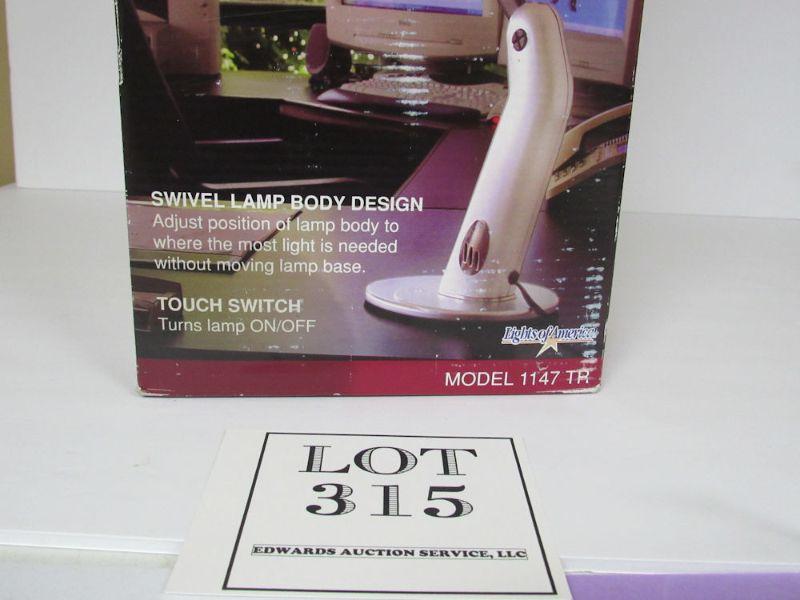 SWIVEL LAMP BODY DESIGN
Adjust position of lamp body to
where the most light is needed
without moving lamp base.
TOUCH SWITCH
Turns lamp ON/OFF
Lights of America
MODEL 1147 TR
LOT
315
EDWARDS AUCTION SERVICE, LLC